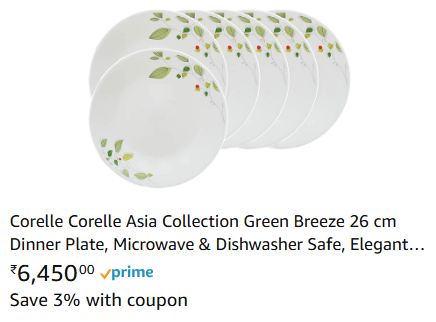 Corelle Corelle Asia Collection Green Breeze 26 cm
Dinner Plate, Microwave & Dishwasher Safe, Elegant…
₹6,45000 prime
Save 3% with coupon